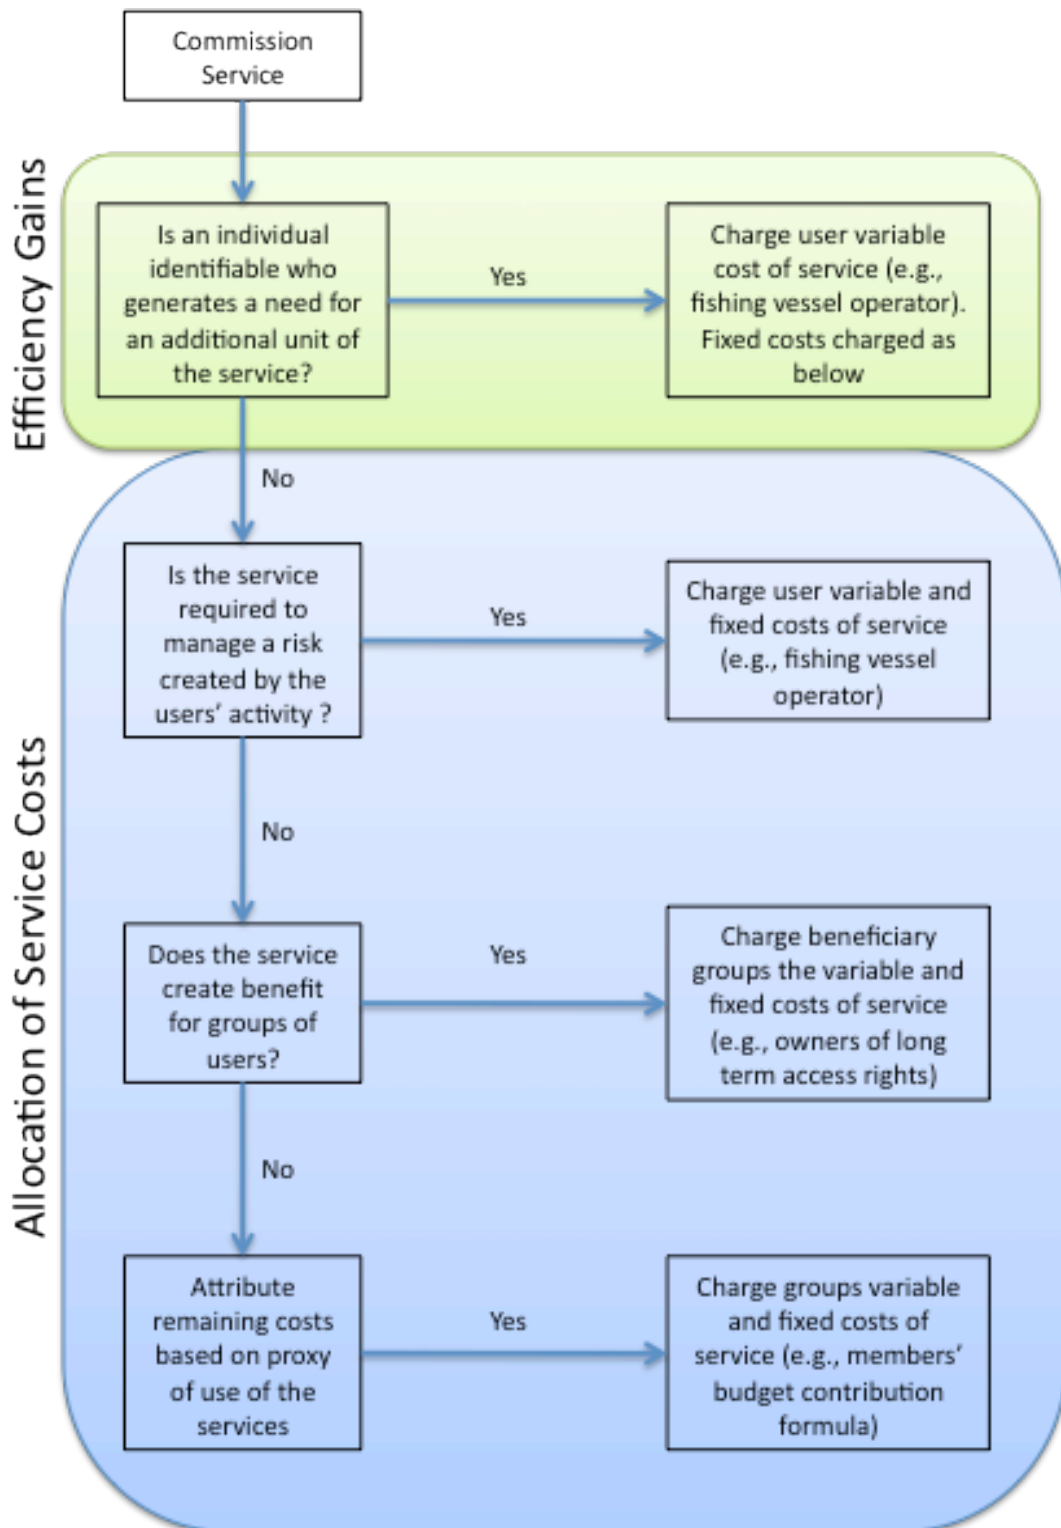 Commission
Service
Efficiency Gains
Is an individual
identifiable who
generates a need for
an additional unit of
the service?
Yes
Charge user variable
cost of service (e.g.,
fishing vessel operator).
Fixed costs charged as
below
No
Allocation of Service Costs
Is the service
required to
manage a risk
created by the
users’ activity ?
Yes
Charge user variable and
fixed costs of service
(e.g., fishing vessel
operator)
No
Does the service
create benefit
for groups of
users?
Yes
Charge beneficiary
groups the variable and
fixed costs of service
(e.g., owners of long
term access rights)
No
Attribute
remaining costs
based on proxy
of use of the
services
Yes
Charge groups variable
and fixed costs of
service (e.g., members’
budget contribution
formula)